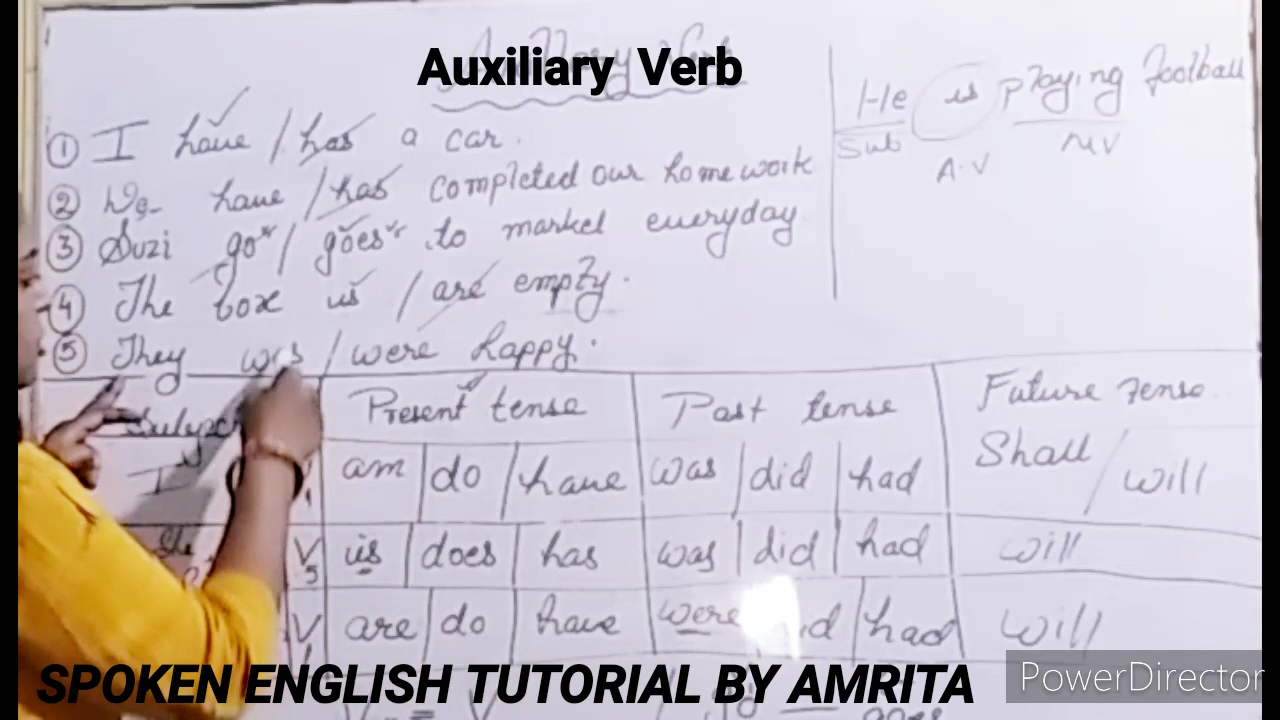 Auxiliary Verb
① I have / has a car.
② We have / has completed our homework
③ Suzi go / goes to market everyday
④ The box is / are empty.
⑤ They was / were happy.
He is playing football
Sub A.V MV
Present tense Past tense Future tense
I am do have was did had Shall / will
she V5 is does has was did had will
V are do have were had will
SPOKEN ENGLISH TUTORIAL BY AMRITA
PowerDirector